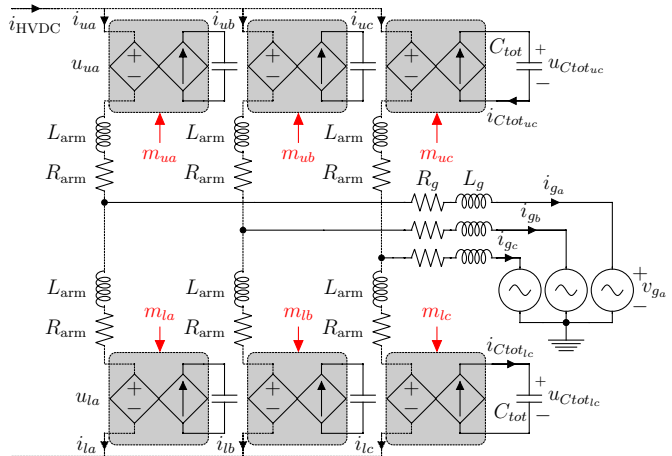 i_HVDC i_ua i_ub i_uc
u_ua + − + − + − C_tot + u_Ctot_uc −
i_Ctot_uc
L_arm L_arm L_arm
m_ua m_ub m_uc
R_arm R_arm R_arm
R_g L_g i_ga
i_gb
i_gc
+ v_ga −
L_arm L_arm L_arm
m_la m_lb m_lc
R_arm R_arm R_arm
i_Ctot_lc
u_la + − + − + − C_tot + u_Ctot_lc −
i_la i_lb i_lc